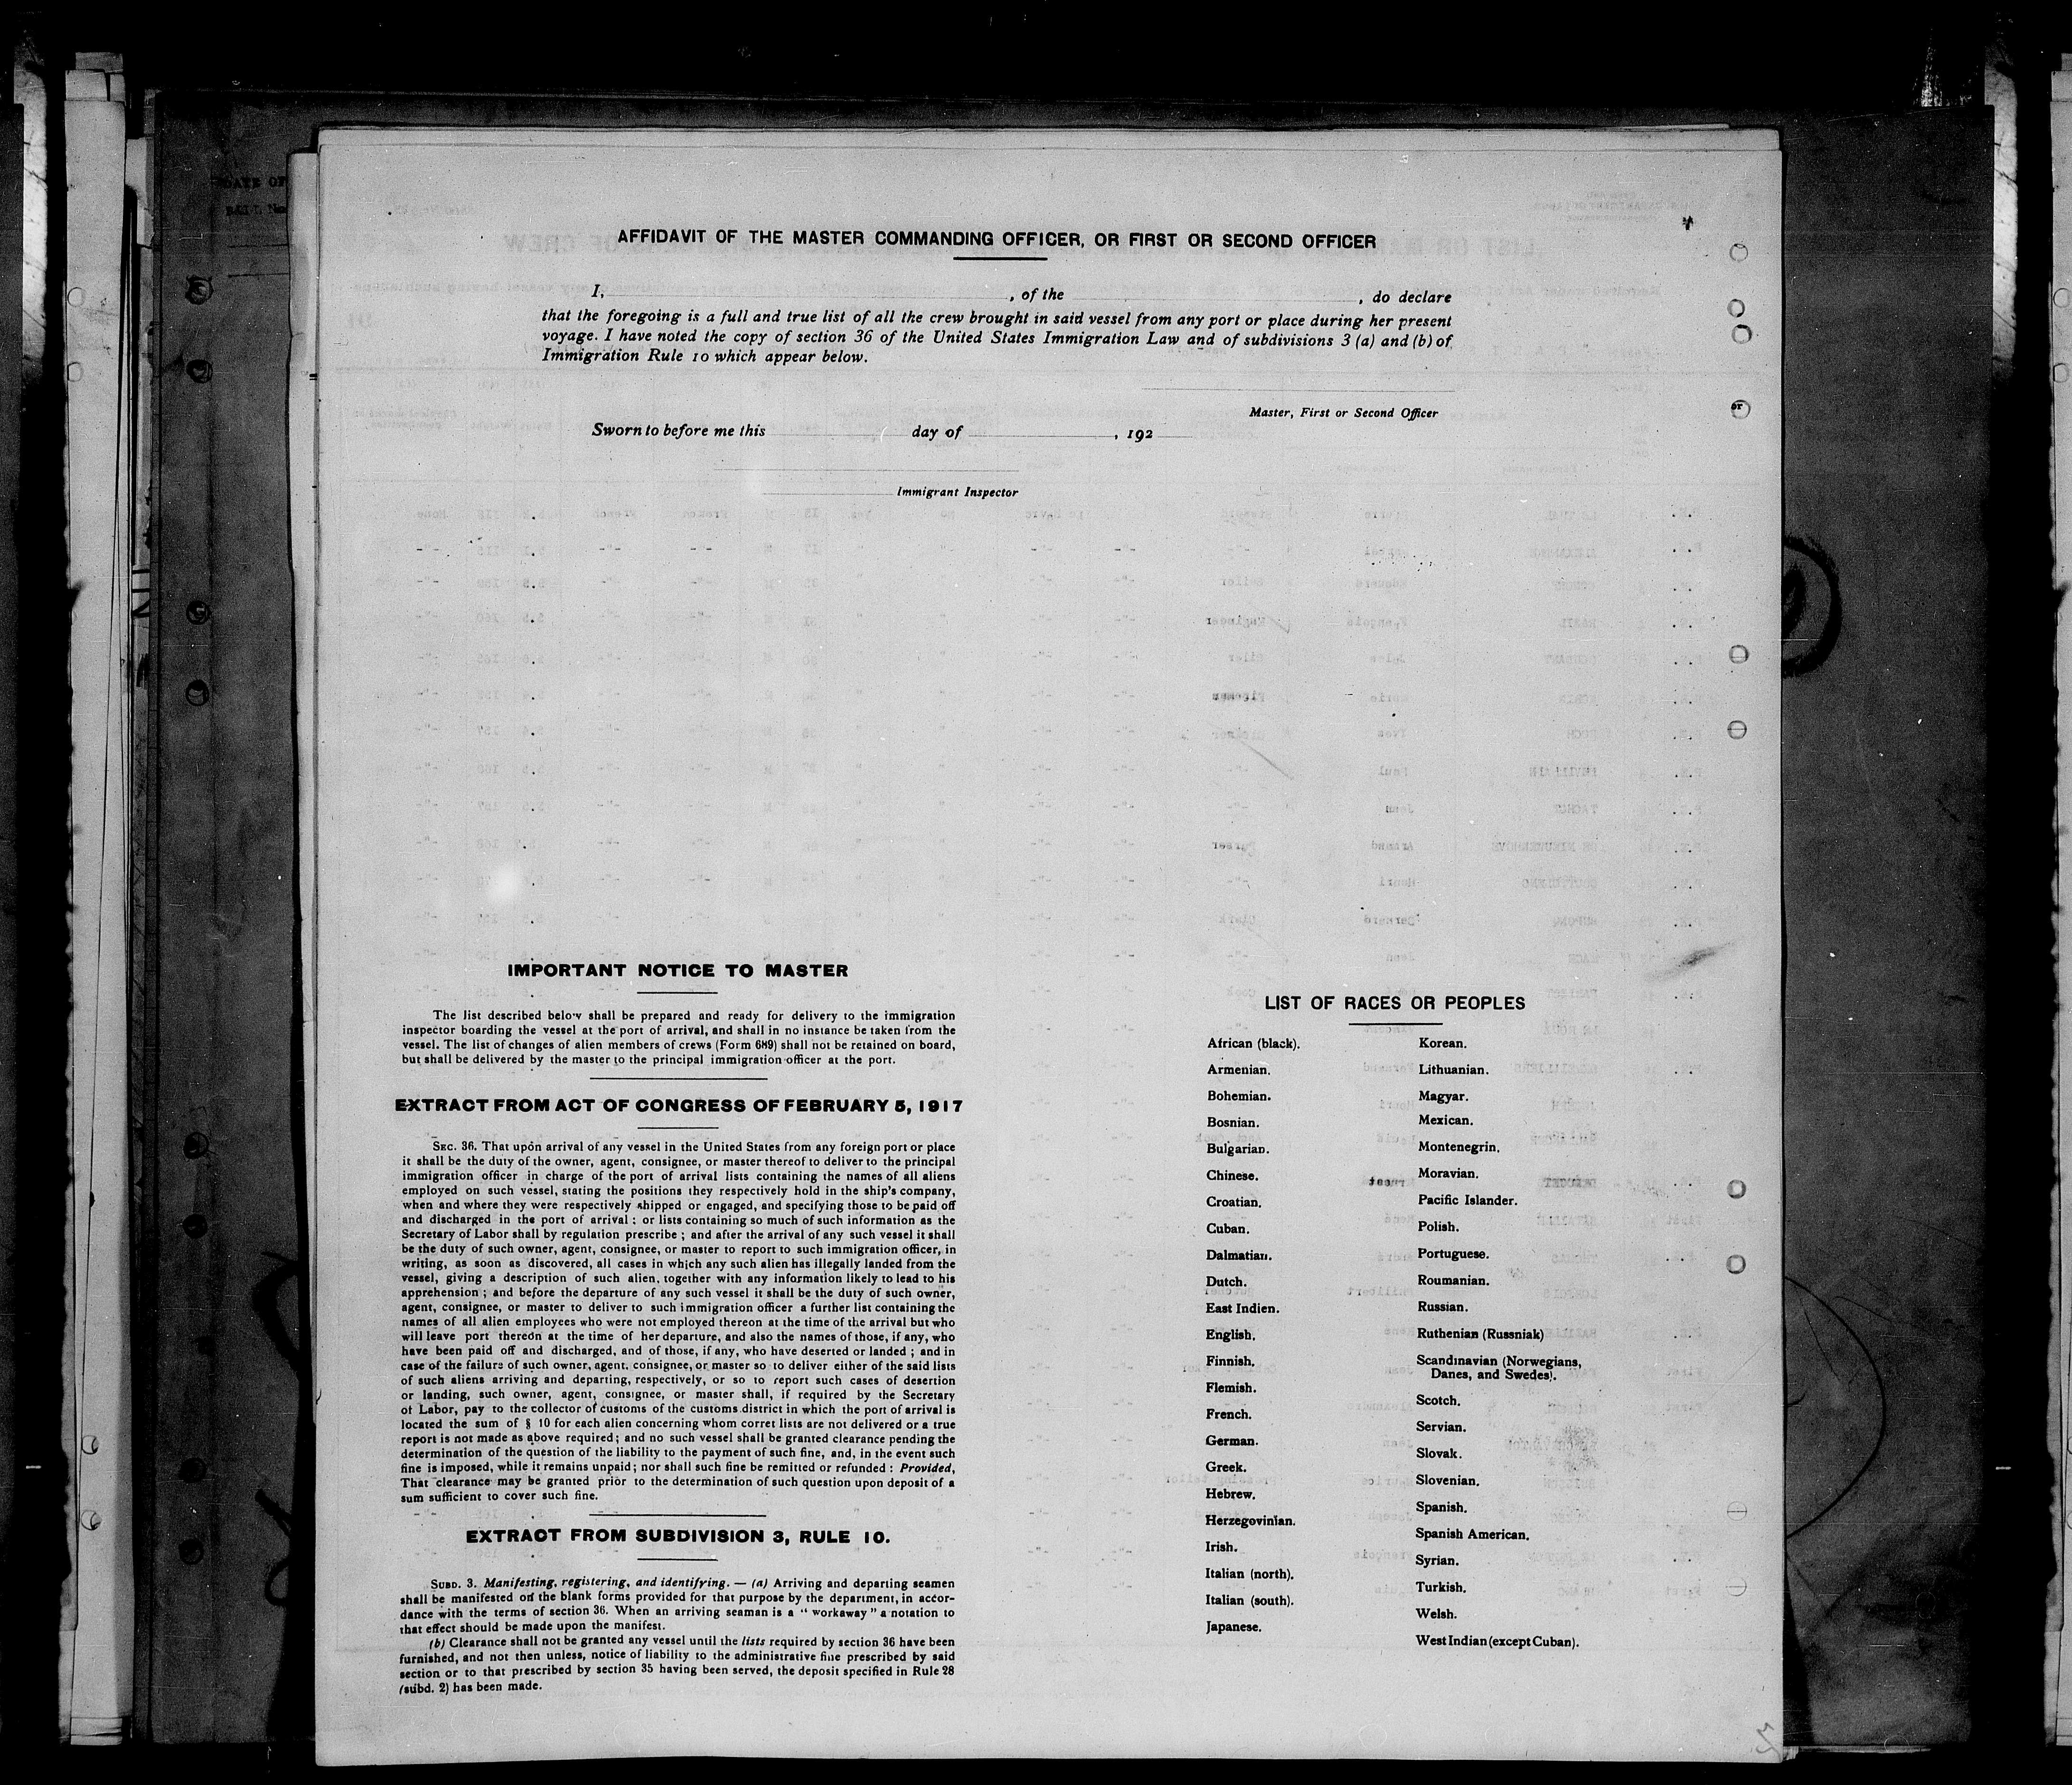 AFFIDAVIT OF THE MASTER COMMANDING OFFICER, OR FIRST OR SECOND OFFICER
I, , of the , do declare
that the foregoing is a full and true list of all the crew brought in said vessel from any port or place during her present
voyage. I have noted the copy of section 36 of the United States Immigration Law and of subdivisions 3 (a) and (b) of
Immigration Rule 10 which appear below.
Master, First or Second Officer
Sworn to before me this day of , 192
Immigrant Inspector
IMPORTANT NOTICE TO MASTER
The list described below shall be prepared and ready for delivery to the immigration
inspector boarding the vessel at the port of arrival, and shall in no instance be taken from the
vessel. The list of changes of alien members of crews (Form 689) shall not be retained on board,
but shall be delivered by the master to the principal immigration officer at the port.
EXTRACT FROM ACT OF CONGRESS OF FEBRUARY 5, 1917
SEC. 36. That upon arrival of any vessel in the United States from any foreign port or place
it shall be the duty of the owner, agent, consignee, or master thereof to deliver to the principal
immigration officer in charge of the port of arrival lists containing the names of all aliens
employed on such vessel, stating the positions they respectively hold in the ship's company,
when and where they were respectively shipped or engaged, and specifying those to be paid off
and discharged in the port of arrival ; or lists containing so much of such information as the
Secretary of Labor shall by regulation prescribe ; and after the arrival of any such vessel it shall
be the duty of such owner, agent, consignee, or master to report to such immigration officer, in
writing, as soon as discovered, all cases in which any such alien has illegally landed from the
vessel, giving a description of such alien, together with any information likely to lead to his
apprehension ; and before the departure of any such vessel it shall be the duty of such owner,
agent, consignee, or master to deliver to such immigration officer a further list containing the
names of all alien employees who were not employed thereon at the time of the arrival but who
will leave port thereon at the time of her departure, and also the names of those, if any, who
have been paid off and discharged, and of those, if any, who have deserted or landed ; and in
case of the failure of such owner, agent, consignee, or master so to deliver either of the said lists
of such aliens arriving and departing, respectively, or so to report such cases of desertion
or landing, such owner, agent, consignee, or master shall, if required by the Secretary
of Labor, pay to the collector of customs of the customs district in which the port of arrival is
located the sum of § 10 for each alien concerning whom corret lists are not delivered or a true
report is not made as above required ; and no such vessel shall be granted clearance pending the
determination of the question of the liability to the payment of such fine, and, in the event such
fine is imposed, while it remains unpaid ; nor shall such fine be remitted or refunded : Provided,
That clearance may be granted prior to the determination of such question upon deposit of a
sum sufficient to cover such fine.
EXTRACT FROM SUBDIVISION 3, RULE 10.
SUBD. 3. Manifesting, registering, and identifying. — (a) Arriving and departing seamen
shall be manifested on the blank forms provided for that purpose by the department, in accor-
dance with the terms of section 36. When an arriving seaman is a " workaway " a notation to
that effect should be made upon the manifest.
(b) Clearance shall not be granted any vessel until the lists required by section 36 have been
furnished, and not then unless, notice of liability to the administrative fine prescribed by said
section or to that prescribed by section 35 having been served, the deposit specified in Rule 28
(subd. 2) has been made.
LIST OF RACES OR PEOPLES
African (black).
Armenian.
Bohemian.
Bosnian.
Bulgarian.
Chinese.
Croatian.
Cuban.
Dalmatian.
Dutch.
East Indien.
English.
Finnish.
Flemish.
French.
German.
Greek.
Hebrew.
Herzegovinian.
Irish.
Italian (north).
Italian (south).
Japanese.
Korean.
Lithuanian.
Magyar.
Mexican.
Montenegrin.
Moravian.
Pacific Islander.
Polish.
Portuguese.
Roumanian.
Russian.
Ruthenian (Russniak)
Scandinavian (Norwegians,
Danes, and Swedes).
Scotch.
Servian.
Slovak.
Slovenian.
Spanish.
Spanish American.
Syrian.
Turkish.
Welsh.
West Indian (except Cuban).